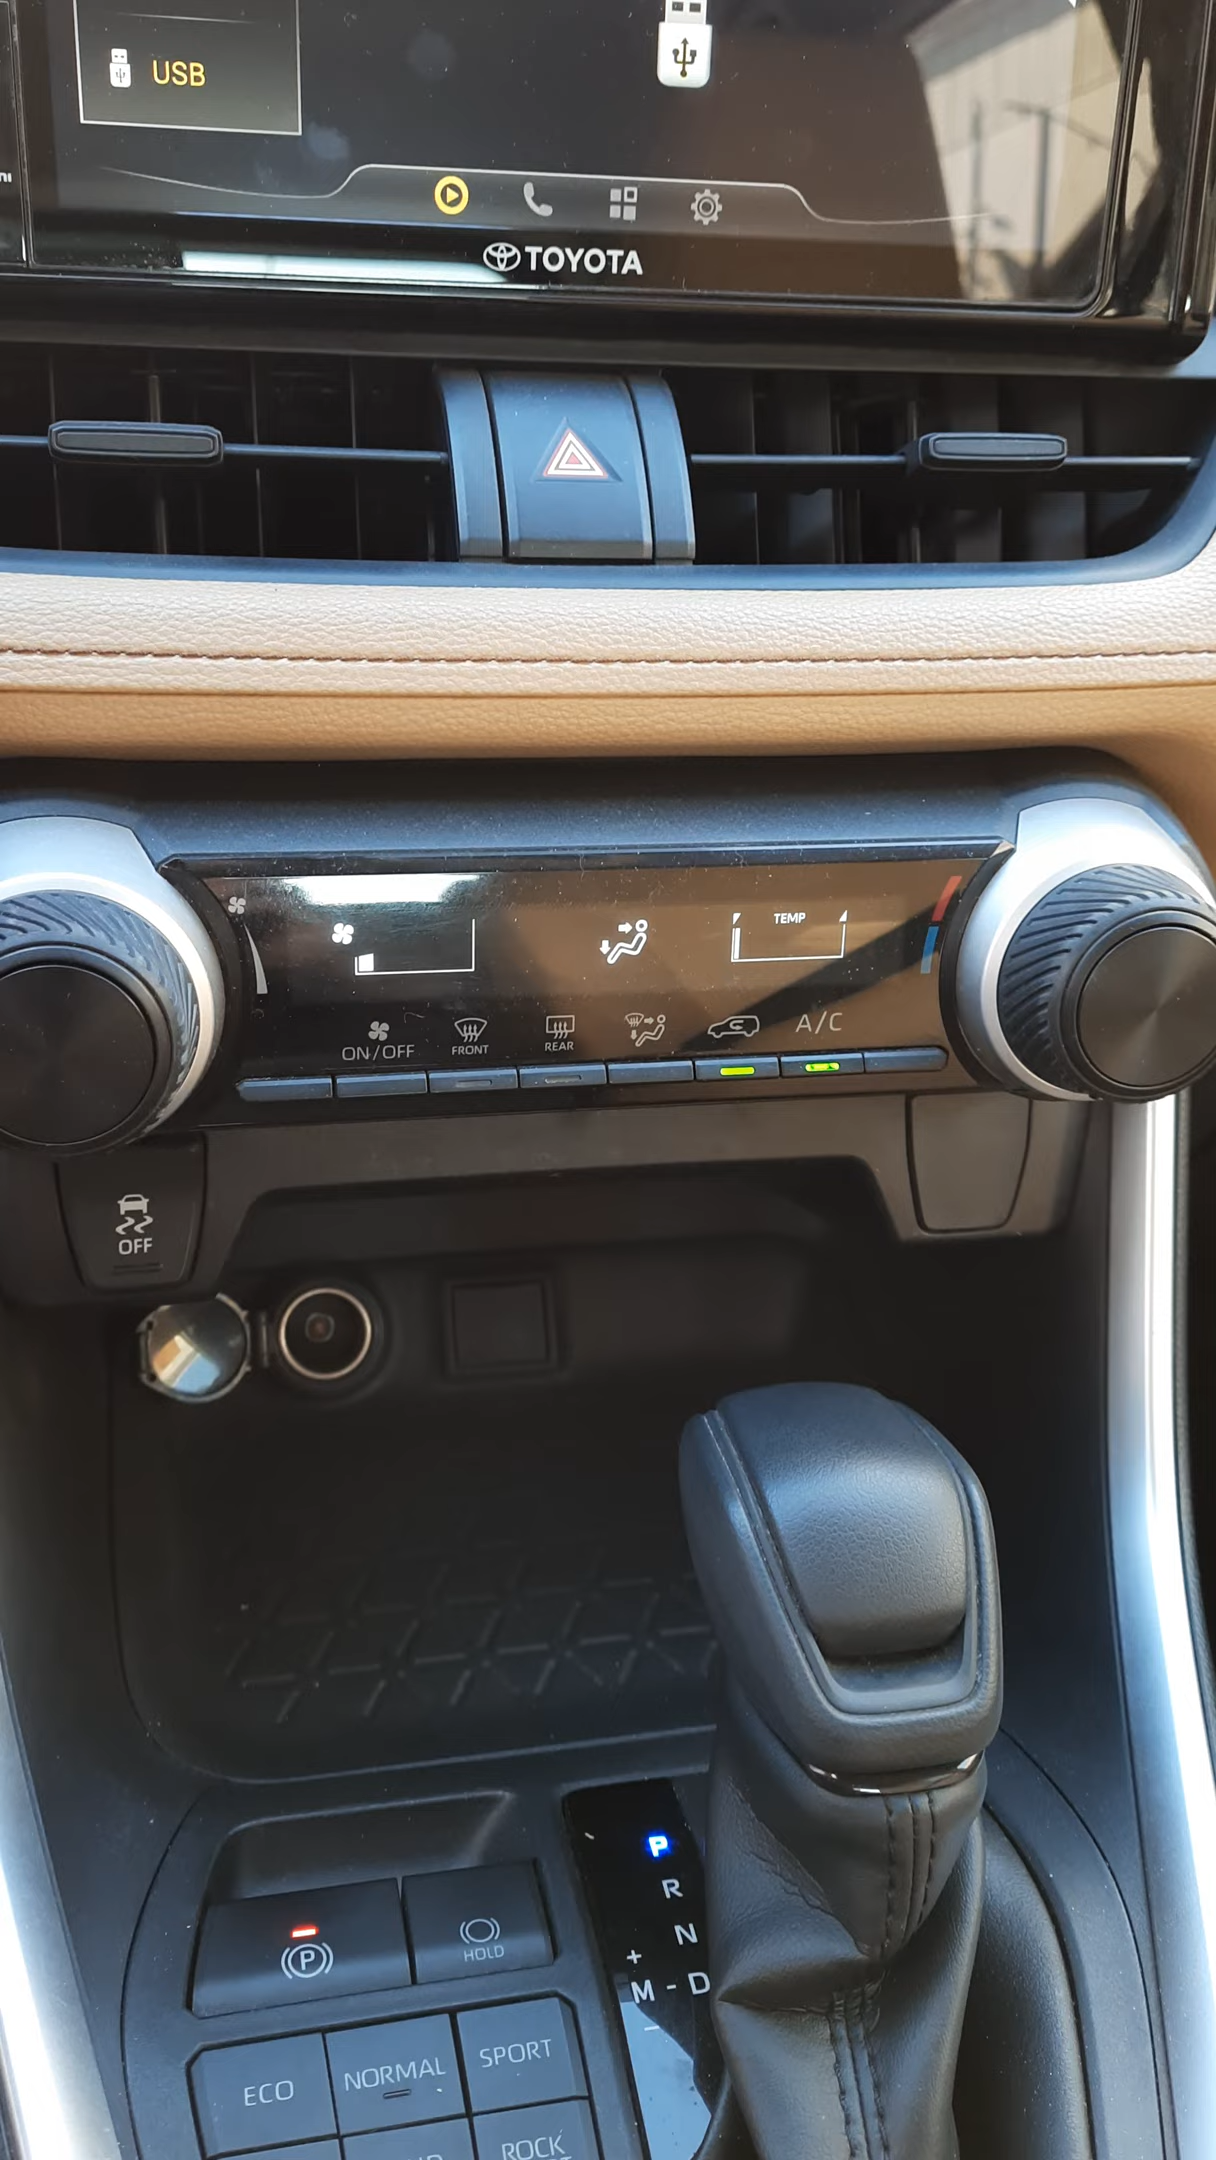 USB
TOYOTA
TEMP
ON/OFF
FRONT
REAR
A/C
OFF
P
R
N
+
M - D
P
HOLD
ECO
NORMAL
SPORT
ROCK